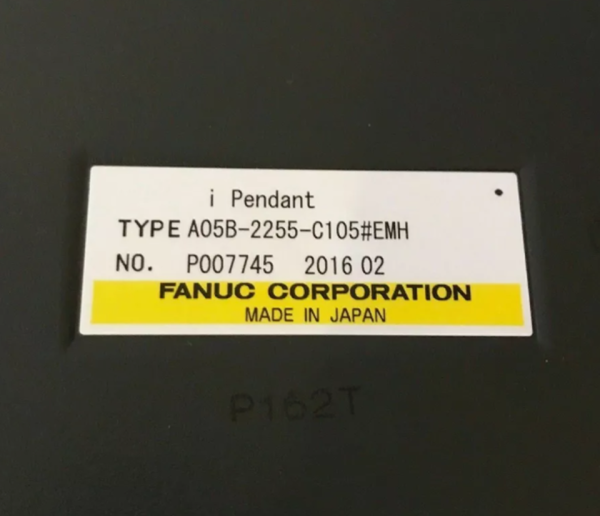 i Pendant
TYPE A05B-2255-C105#EMH
NO. P007745 2016 02
FANUC CORPORATION
MADE IN JAPAN
P162T